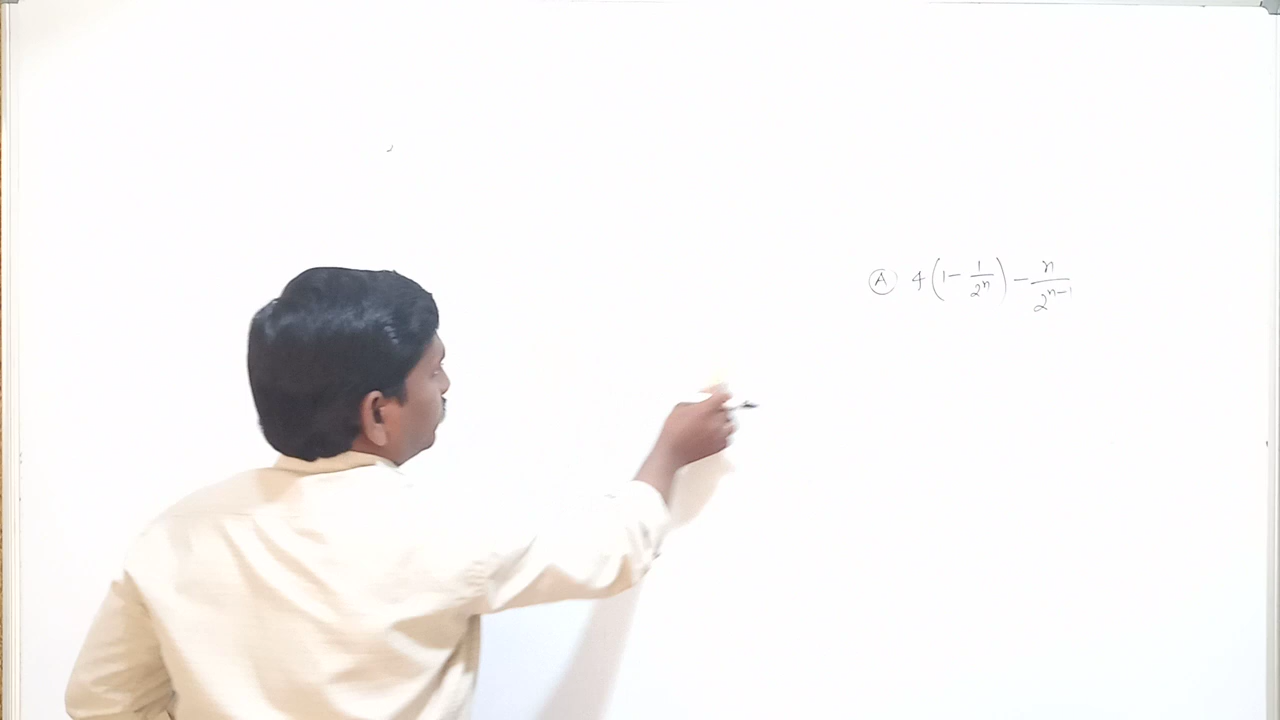 Ⓐ 4(1 - 1/2ⁿ) - n/2ⁿ⁻¹